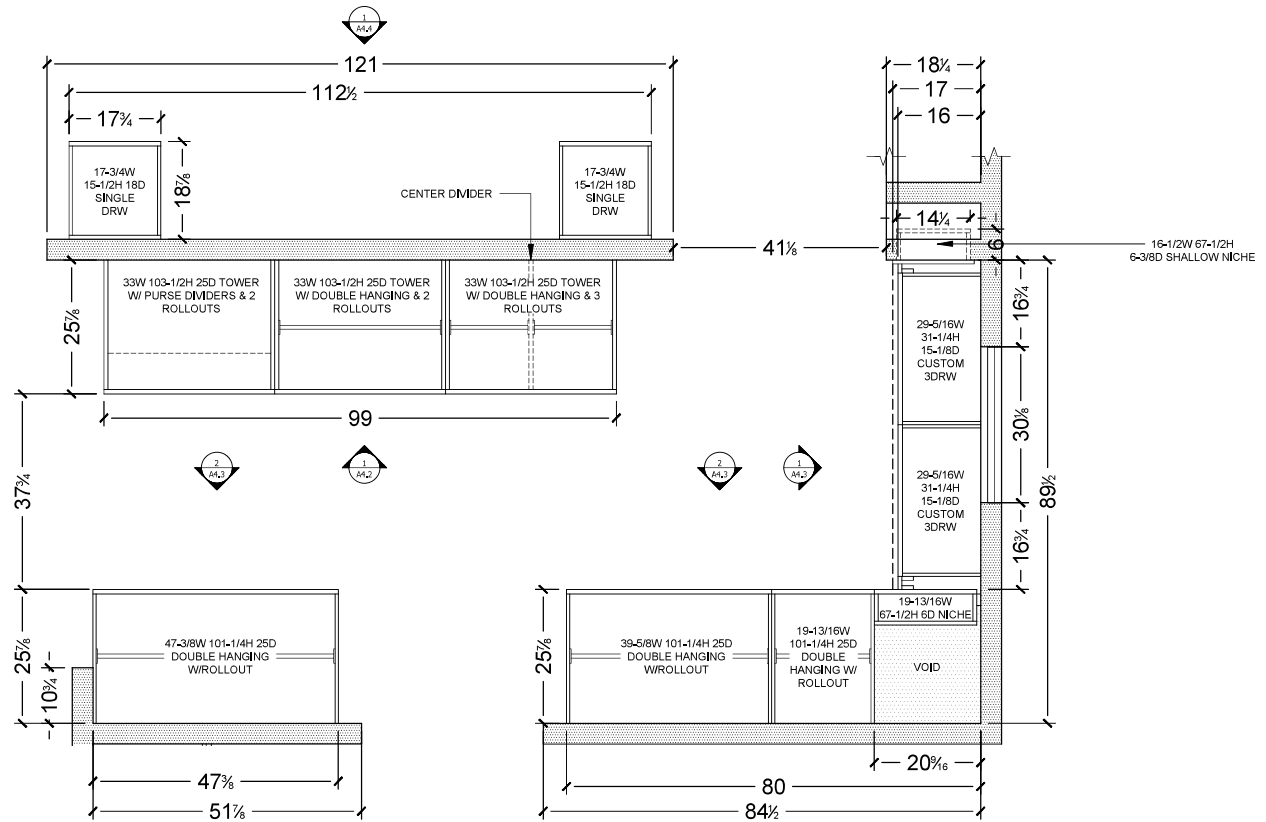 1
A4.4
121
112½
17¾
18¼
17
16
17-3/4W
15-1/2H 18D
SINGLE
DRW
18⅞
17-3/4W
15-1/2H 18D
SINGLE
DRW
CENTER DIVIDER
14¼
41⅛
6
16-1/2W 67-1/2H
6-3/8D SHALLOW NICHE
33W 103-1/2H 25D TOWER
W/ PURSE DIVIDERS & 2
ROLLOUTS
33W 103-1/2H 25D TOWER
W/ DOUBLE HANGING & 2
ROLLOUTS
33W 103-1/2H 25D TOWER
W/ DOUBLE HANGING & 3
ROLLOUTS
25⅞
16¾
29-5/16W
31-1/4H
15-1/8D
CUSTOM
3DRW
99
30⅛
2
A4.3
1
A4.2
2
A4.3
1
A4.3
37¾
29-5/16W
31-1/4H
15-1/8D
CUSTOM
3DRW
89½
16¾
19-13/16W
67-1/2H 6D NICHE
25⅞
10¾
47-3/8W 101-1/4H 25D
DOUBLE HANGING
W/ROLLOUT
25⅞
39-5/8W 101-1/4H 25D
DOUBLE HANGING
W/ROLLOUT
19-13/16W
101-1/4H 25D
DOUBLE
HANGING W/
ROLLOUT
VOID
20⁹⁄₁₆
47⅜
80
51⅞
84½